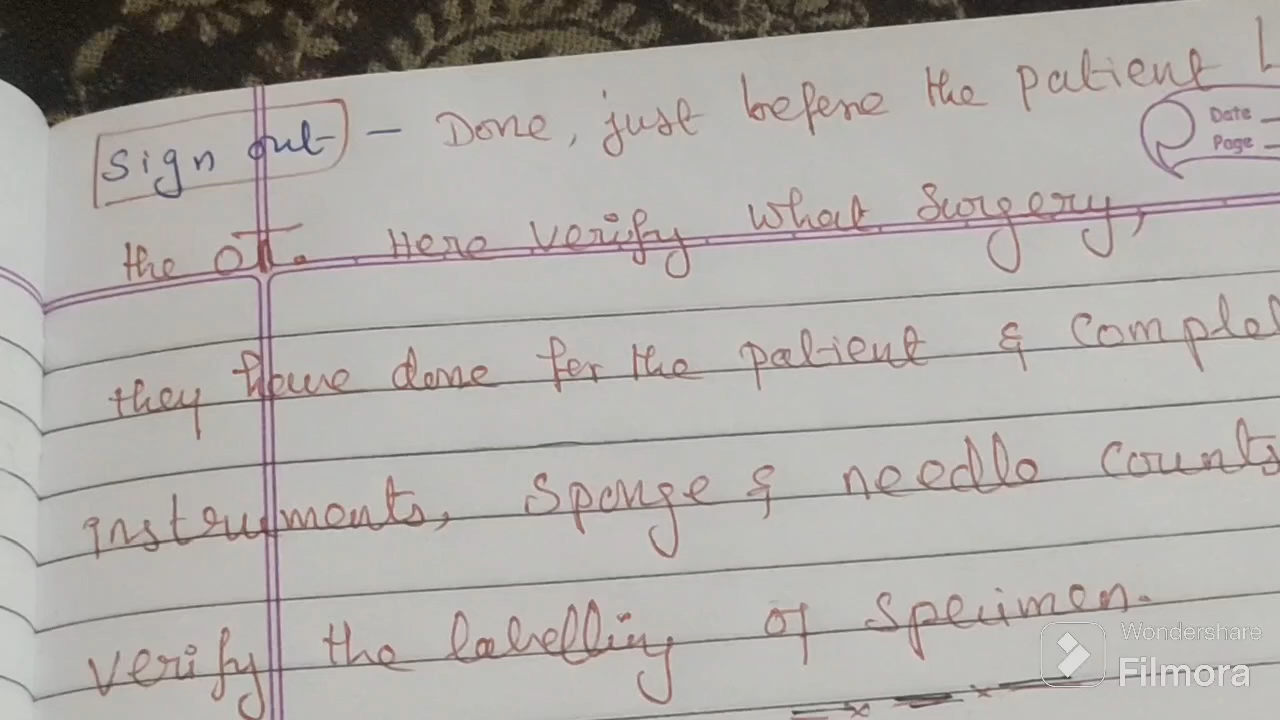 Sign out - Done, just before the patient
Date
Page
the OT. Here verify what surgery,
they have done for the patient &
instruments, Sponge & needle counts
verify the labelling of specimen.
Wondershare
Filmora